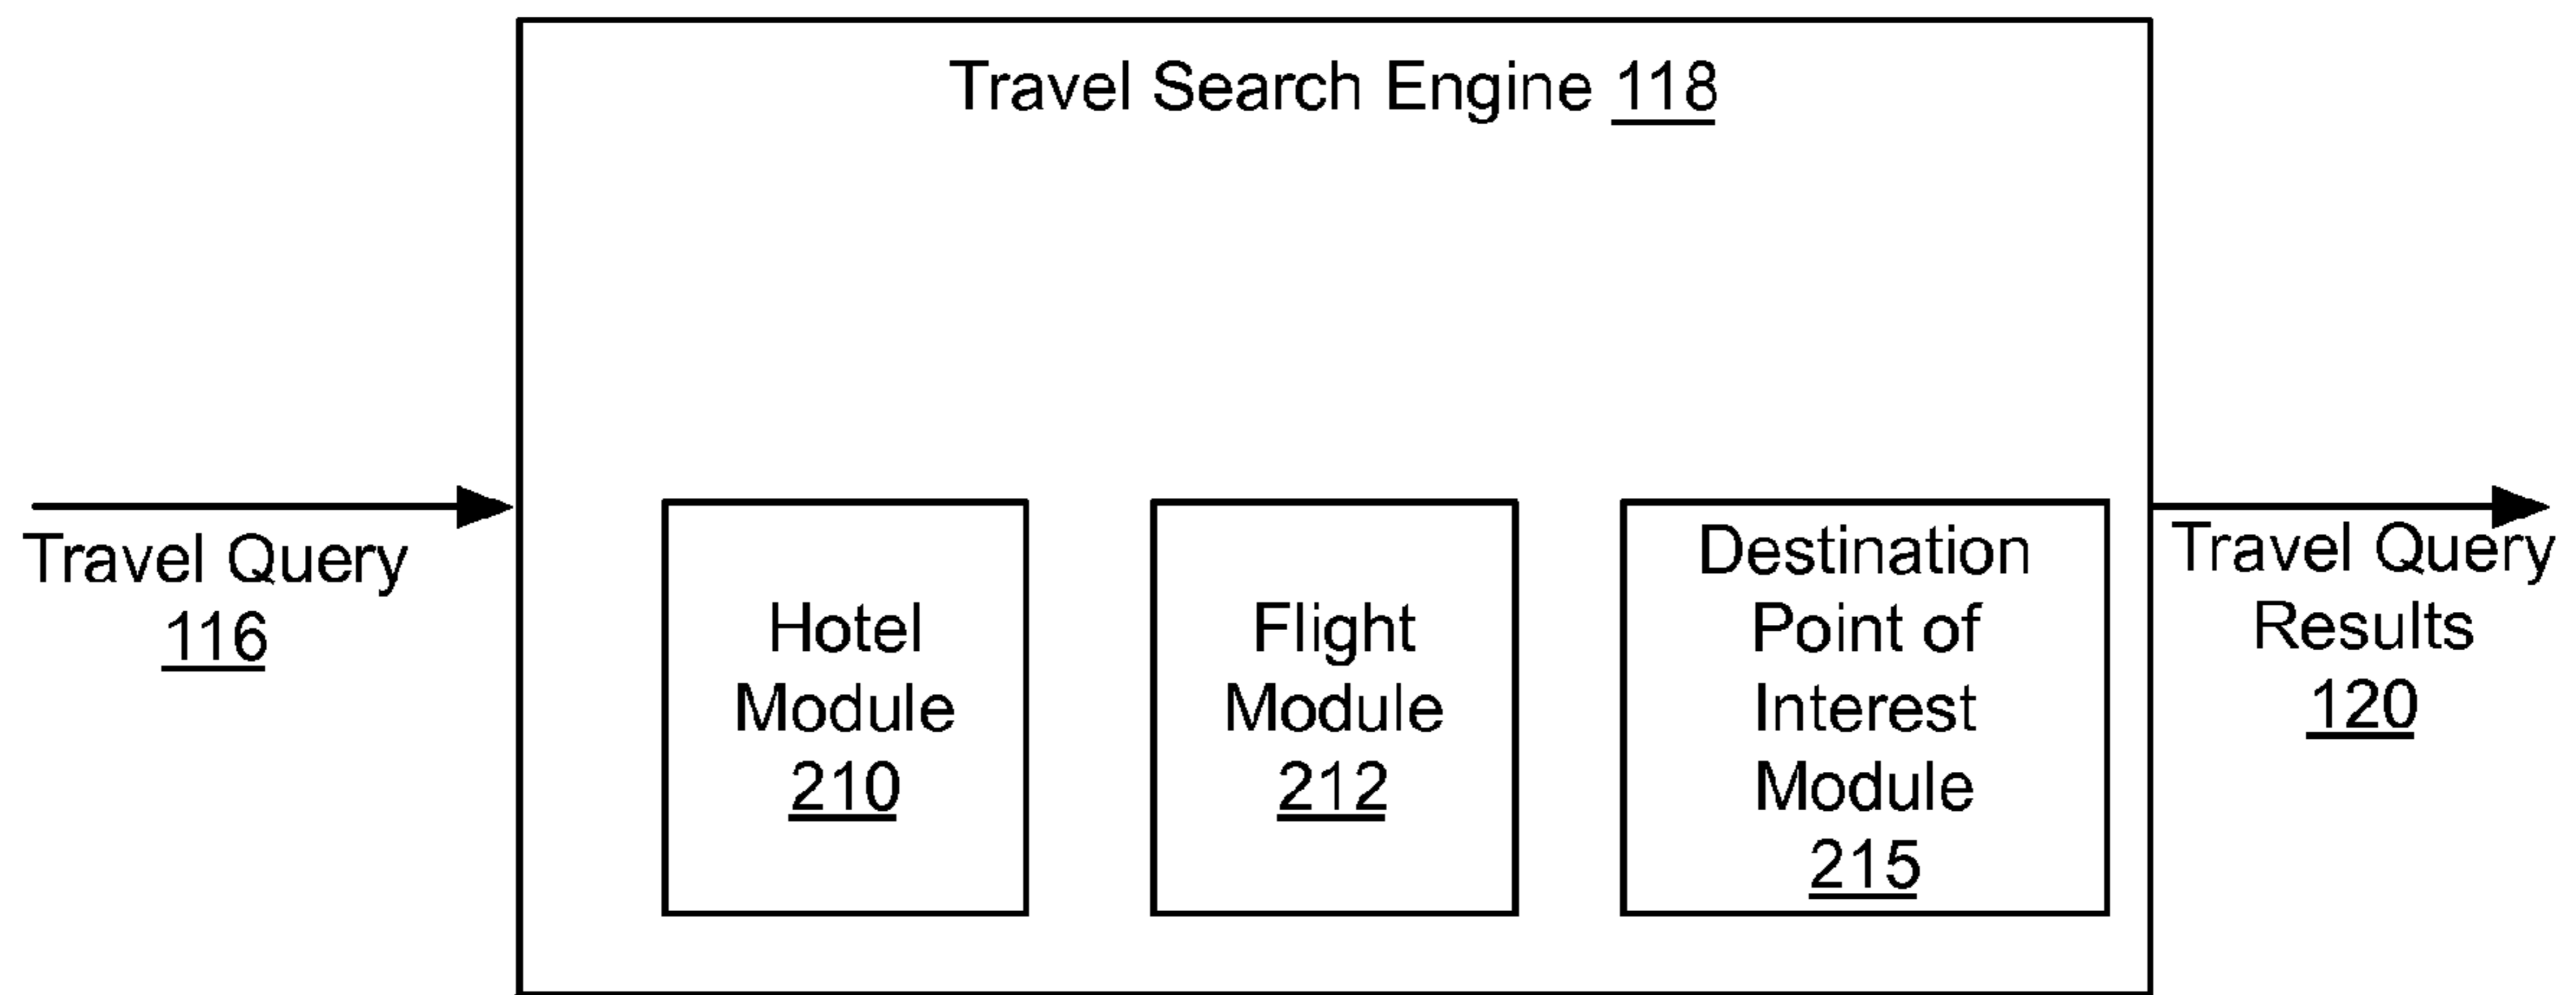 Travel Search Engine 118
Travel Query
116
Hotel
Module
210
Flight
Module
212
Destination
Point of
Interest
Module
215
Travel Query
Results
120